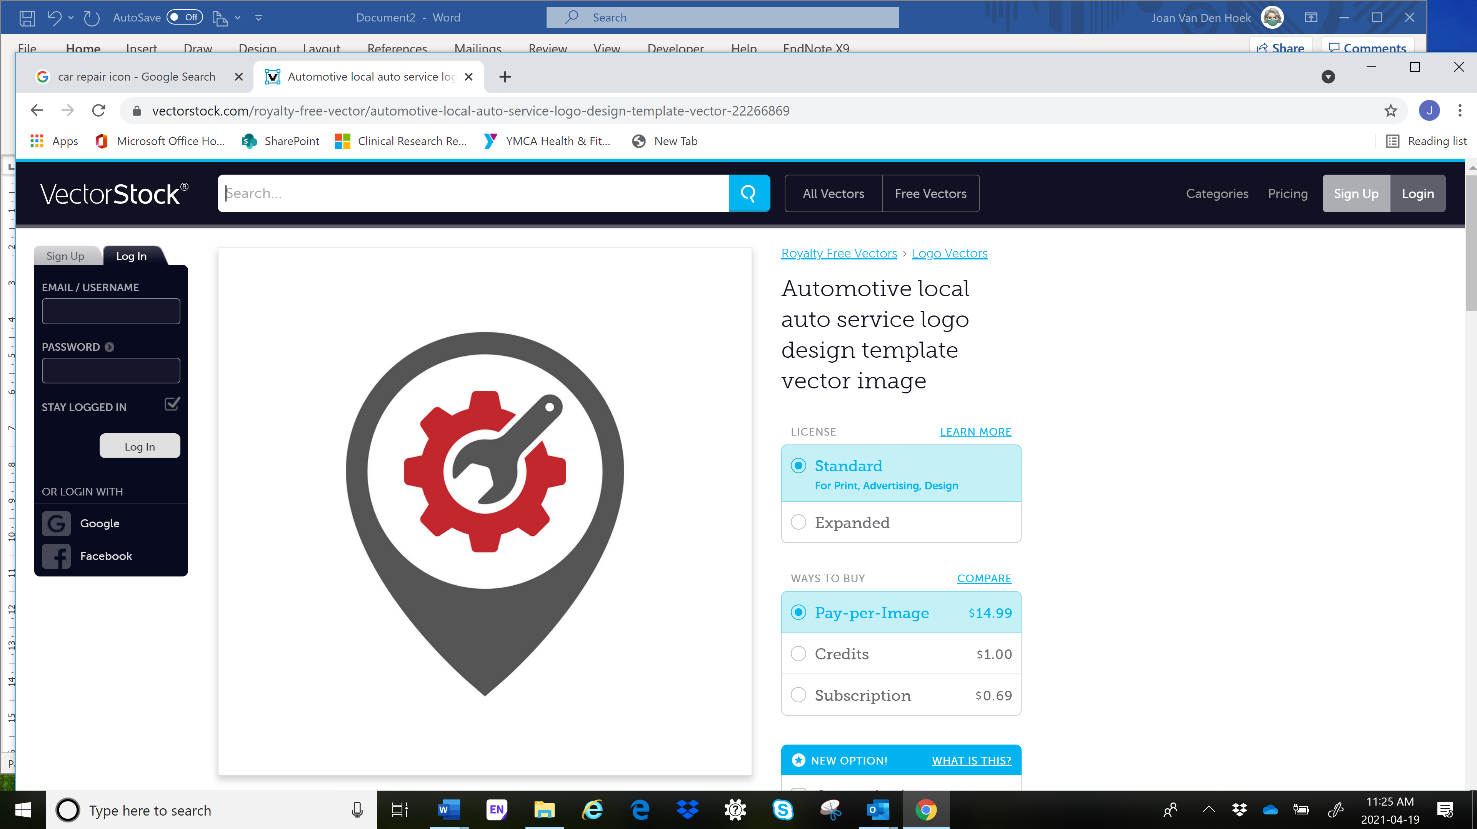 AutoSave Off Document2 - Word Search Joan Van Den Hoek
File Home Insert Draw Design Layout References Mailings Review View Developer Help EndNote X9 Share Comments
car repair icon - Google Search Automotive local auto service log
vectorstock.com/royalty-free-vector/automotive-local-auto-service-logo-design-template-vector-22266869 J
Apps Microsoft Office Ho... SharePoint Clinical Research Re... YMCA Health & Fit... New Tab Reading list
VectorStock® Search... All Vectors Free Vectors Categories Pricing Sign Up Login
Sign Up Log In
EMAIL / USERNAME
PASSWORD
STAY LOGGED IN
Log In
OR LOGIN WITH
G Google
f Facebook
Royalty Free Vectors › Logo Vectors
Automotive local
auto service logo
design template
vector image
LICENSE LEARN MORE
Standard
For Print, Advertising, Design
Expanded
WAYS TO BUY COMPARE
Pay-per-Image $14.99
Credits $1.00
Subscription $0.69
NEW OPTION! WHAT IS THIS?
Type here to search EN 11:25 AM
2021-04-19